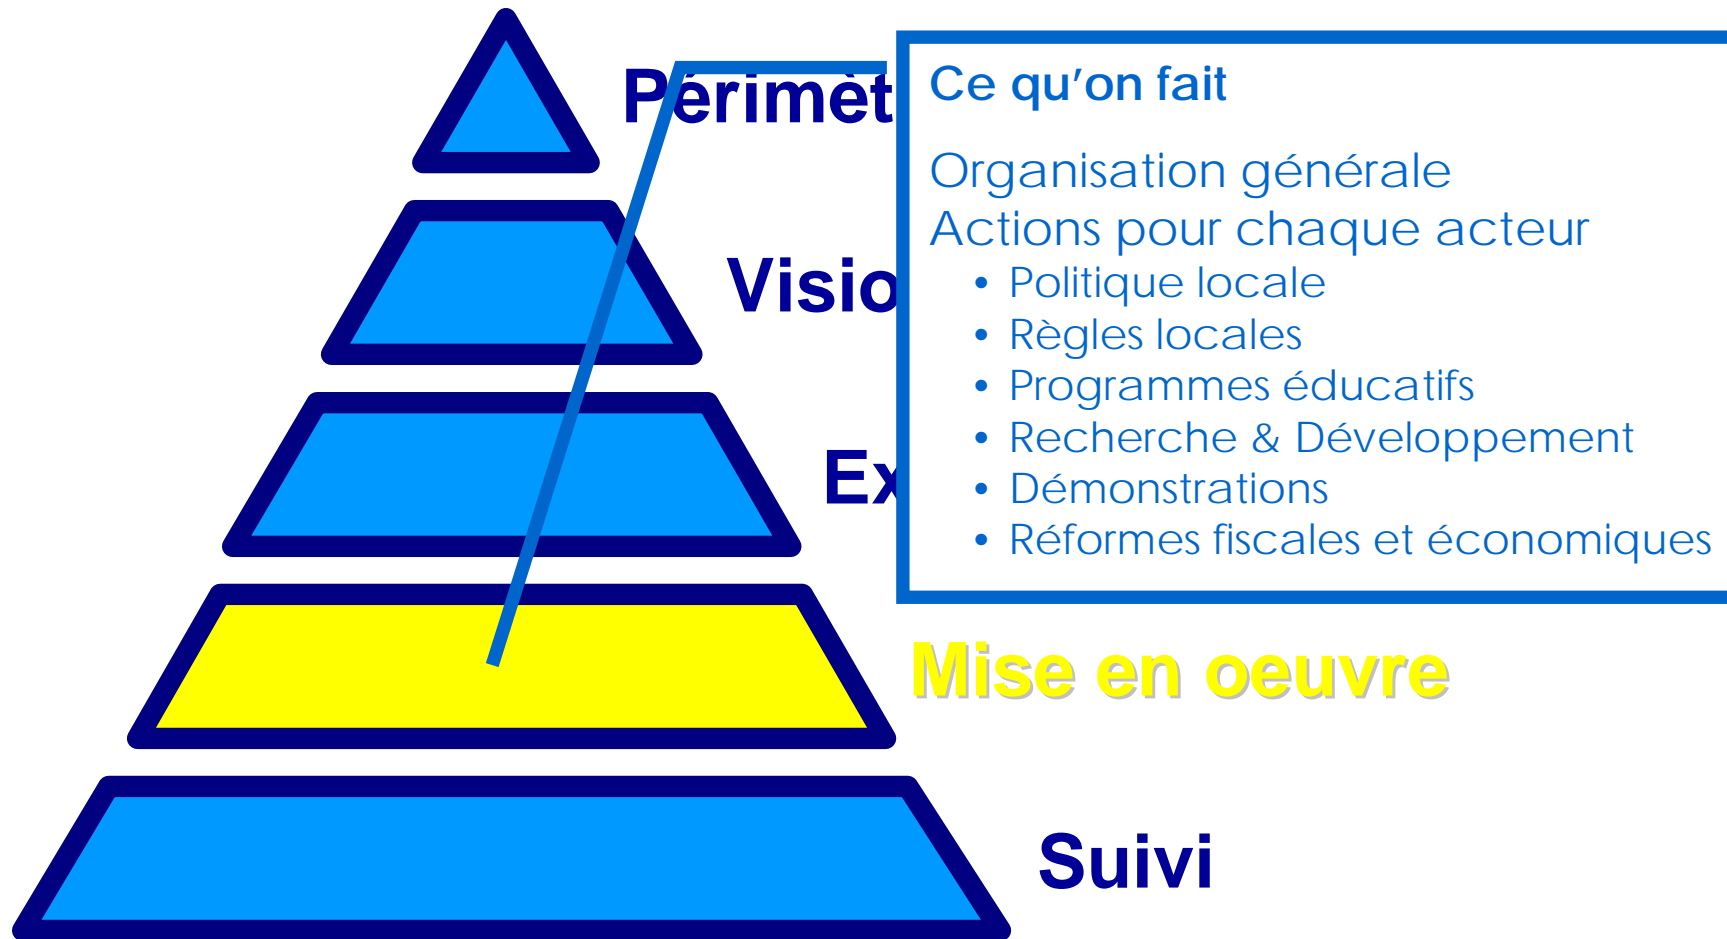 Périmèt
Ce qu’on fait
Organisation générale
Actions pour chaque acteur
• Politique locale
Visio
• Règles locales
• Programmes éducatifs
• Recherche & Développement
Ex
• Démonstrations
• Réformes fiscales et économiques
Mise en oeuvre
Suivi